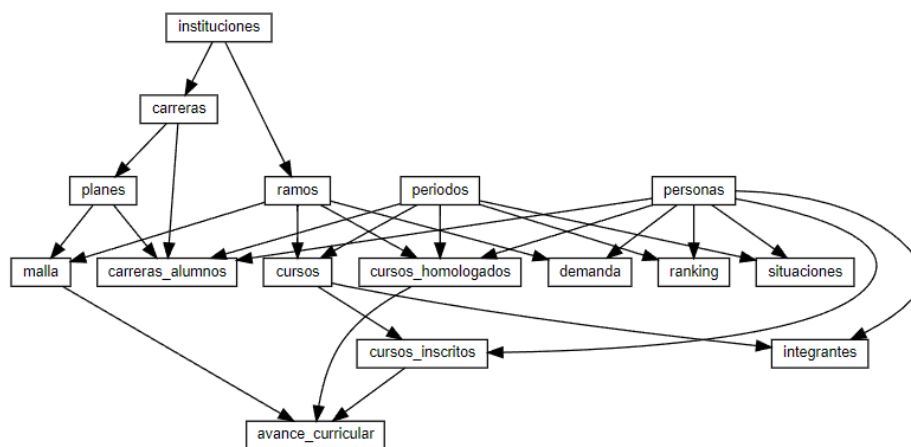 instituciones
carreras
planes
ramos
periodos
personas
malla
carreras_alumnos
cursos
cursos_homologados
demanda
ranking
situaciones
cursos_inscritos
integrantes
avance_curricular